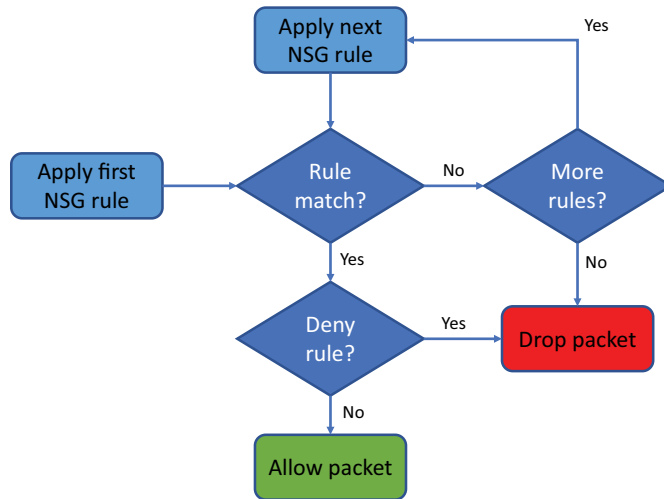 Apply next
NSG rule
Yes
Apply first
NSG rule
Rule
match?
No
More
rules?
Yes
No
Deny
rule?
Yes
Drop packet
No
Allow packet